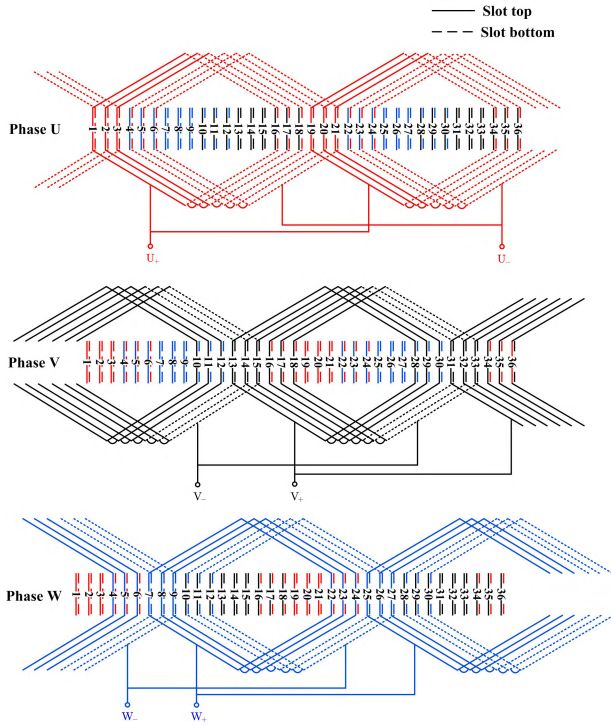 Slot top
Slot bottom
Phase U
1 2 3 4 5 6 7 8 9 10 11 12 13 14 15 16 17 18 19 20 21 22 23 24 25 26 27 28 29 30 31 32 33 34 35 36
U+ U−
Phase V
1 2 3 4 5 6 7 8 9 10 11 12 13 14 15 16 17 18 19 20 21 22 23 24 25 26 27 28 29 30 31 32 33 34 35 36
V− V+
Phase W
1 2 3 4 5 6 7 8 9 10 11 12 13 14 15 16 17 18 19 20 21 22 23 24 25 26 27 28 29 30 31 32 33 34 35 36
W− W+